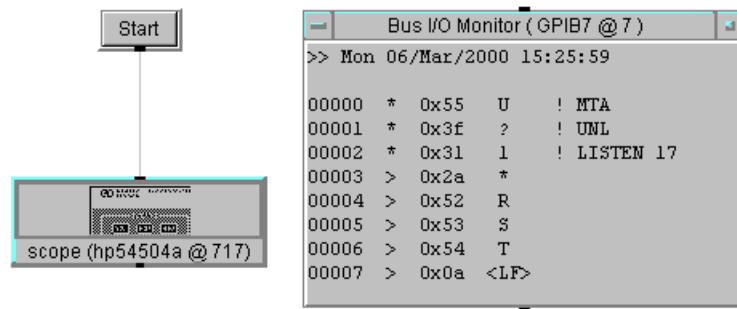 Start
scope (hp54504a @ 717)
Bus I/O Monitor ( GPIB7 @ 7 )
>> Mon 06/Mar/2000 15:25:59
00000 * 0x55 U ! MTA
00001 * 0x3f ? ! UNL
00002 * 0x31 1 ! LISTEN 17
00003 > 0x2a *
00004 > 0x52 R
00005 > 0x53 S
00006 > 0x54 T
00007 > 0x0a <LF>